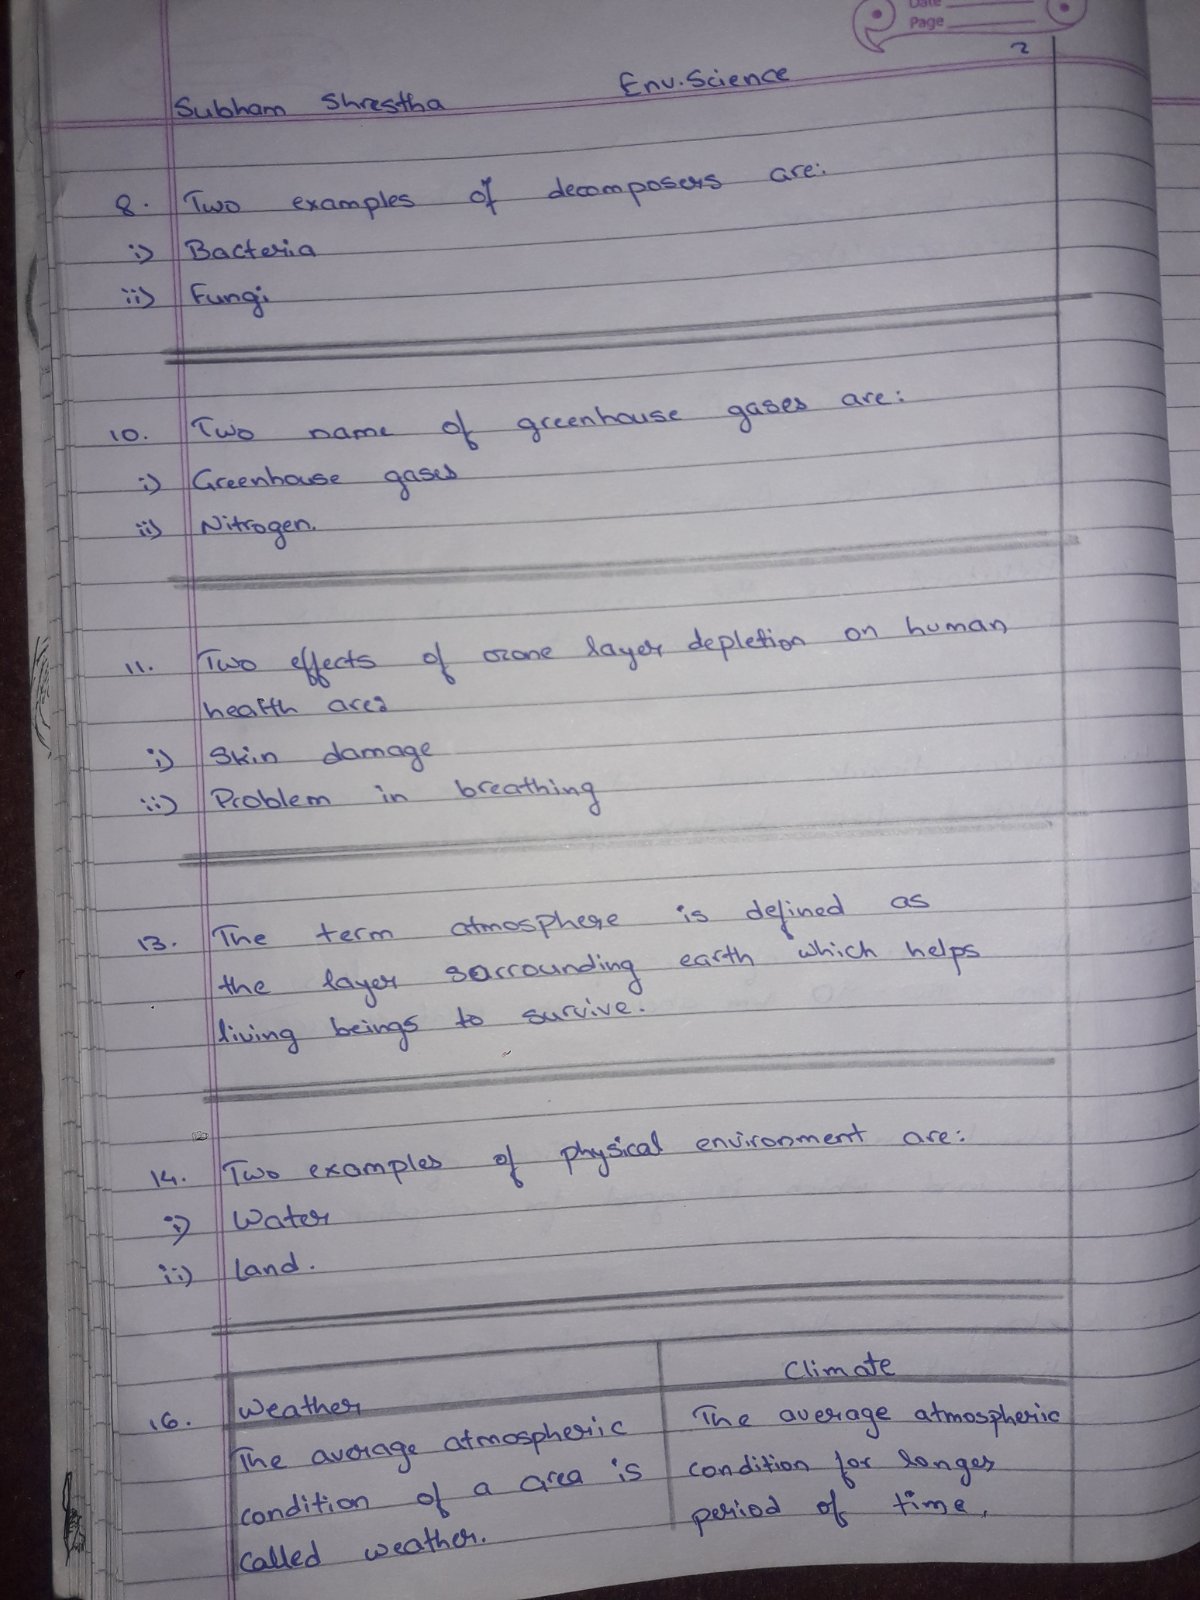 Date
Page
2
Subham Shrestha Env.Science
8. Two examples of decomposers are:
i) Bacteria
ii) Fungi
10. Two name of greenhouse gases are:
i) Greenhouse gases
ii) Nitrogen.
11. Two effects of ozone layer depletion on human
health are:
i) Skin damage
ii) Problem in breathing
13. The term atmosphere is defined as
the layer sorrounding earth which helps
living beings to survive.
14. Two examples of physical environment are:
i) Water
ii) Land.
16. Weather Climate
The average atmospheric The average atmospheric
condition of a area is condition for longer
called weather. period of time.